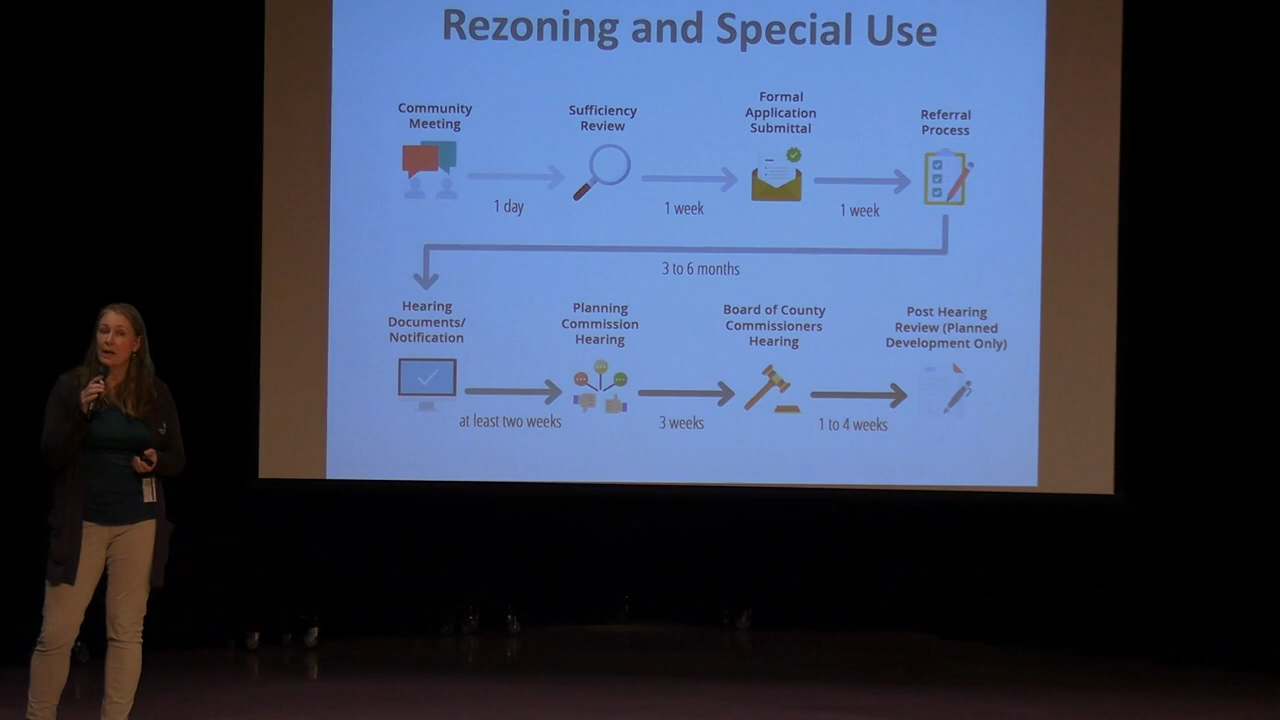 Rezoning and Special Use
Community
Meeting
Sufficiency
Review
Formal
Application
Submittal
Referral
Process
1 day
1 week
1 week
3 to 6 months
Hearing
Documents/
Notification
Planning
Commission
Hearing
Board of County
Commissioners
Hearing
Post Hearing
Review (Planned
Development Only)
at least two weeks
3 weeks
1 to 4 weeks